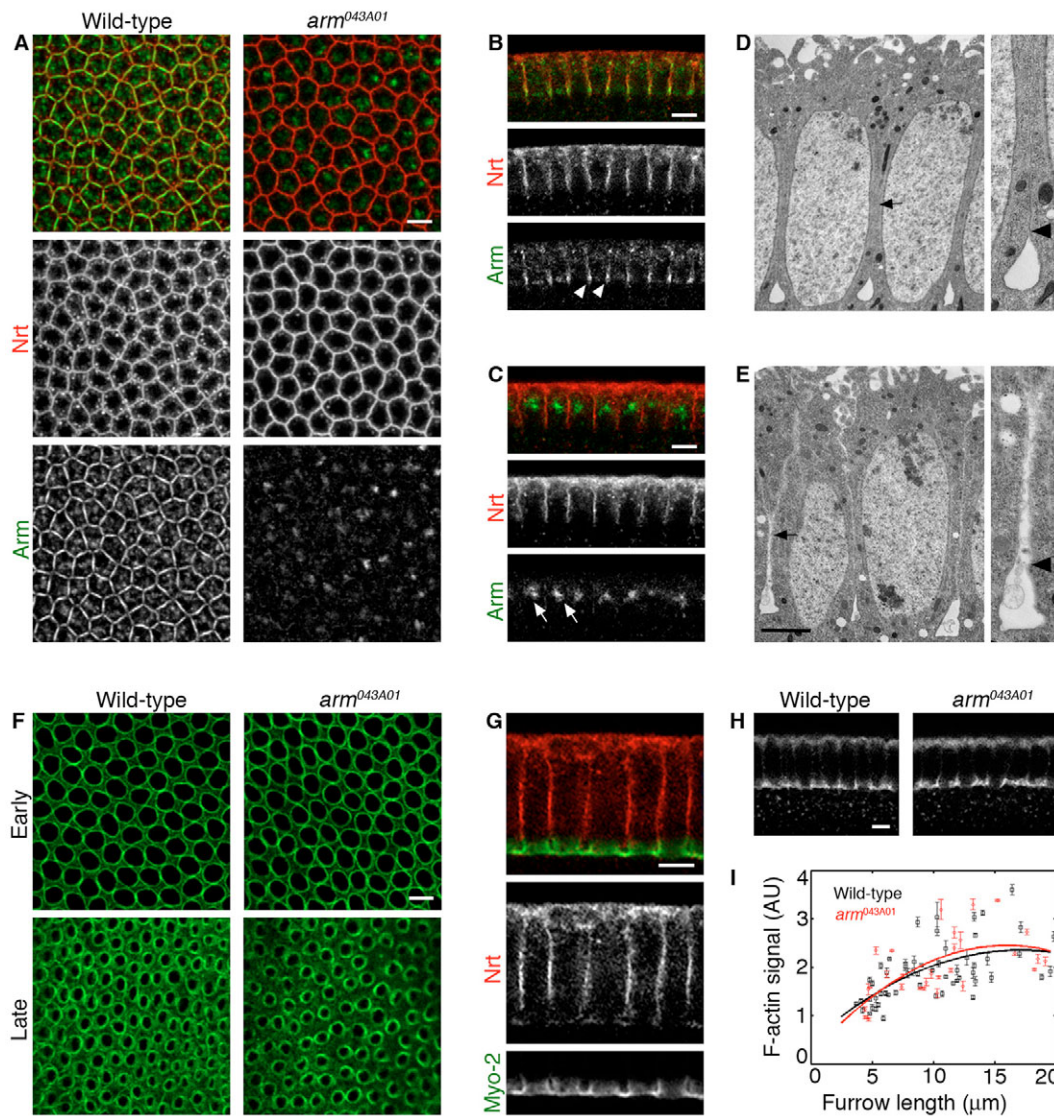 Wild-type arm043A01
A
Nrt
Arm
B
Nrt
Arm
C
Nrt
Arm
D
E
Wild-type arm043A01
F
Early
Late
G
Nrt
Myo-2
Wild-type arm043A01
H
I
Wild-type
arm043A01
F-actin signal (AU)
4
3
2
1
0
0 5 10 15 20
Furrow length (μm)